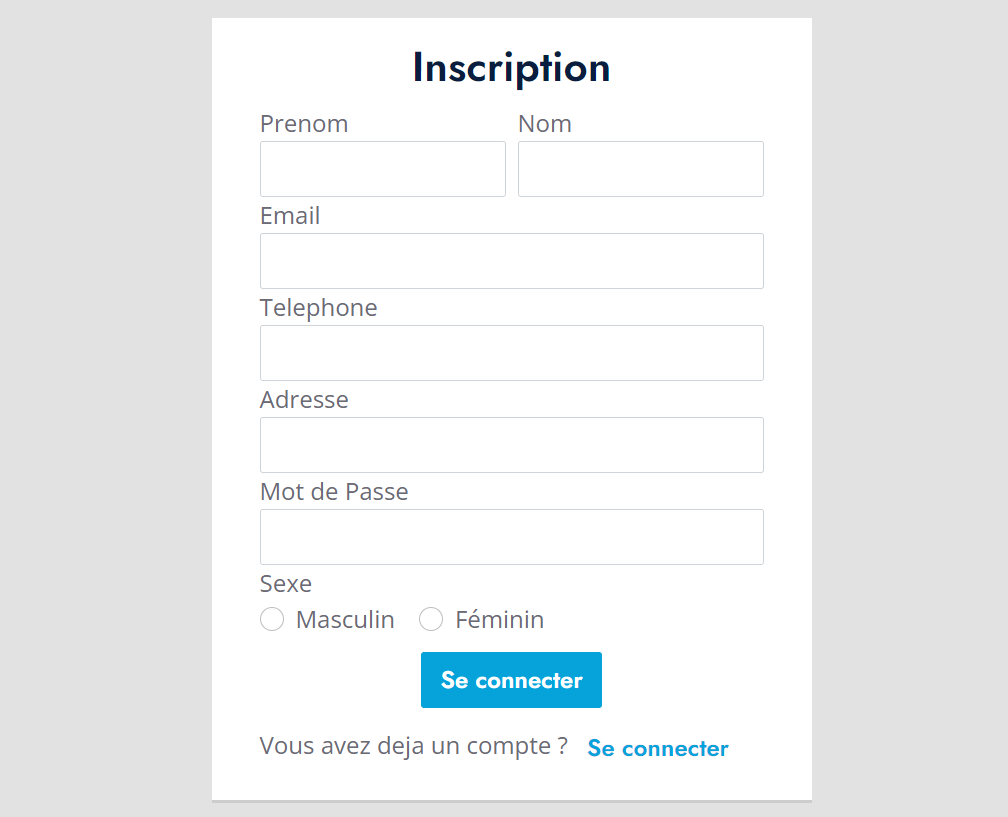 Inscription
Prenom Nom
Email
Telephone
Adresse
Mot de Passe
Sexe
Masculin Féminin
Se connecter
Vous avez deja un compte ? Se connecter